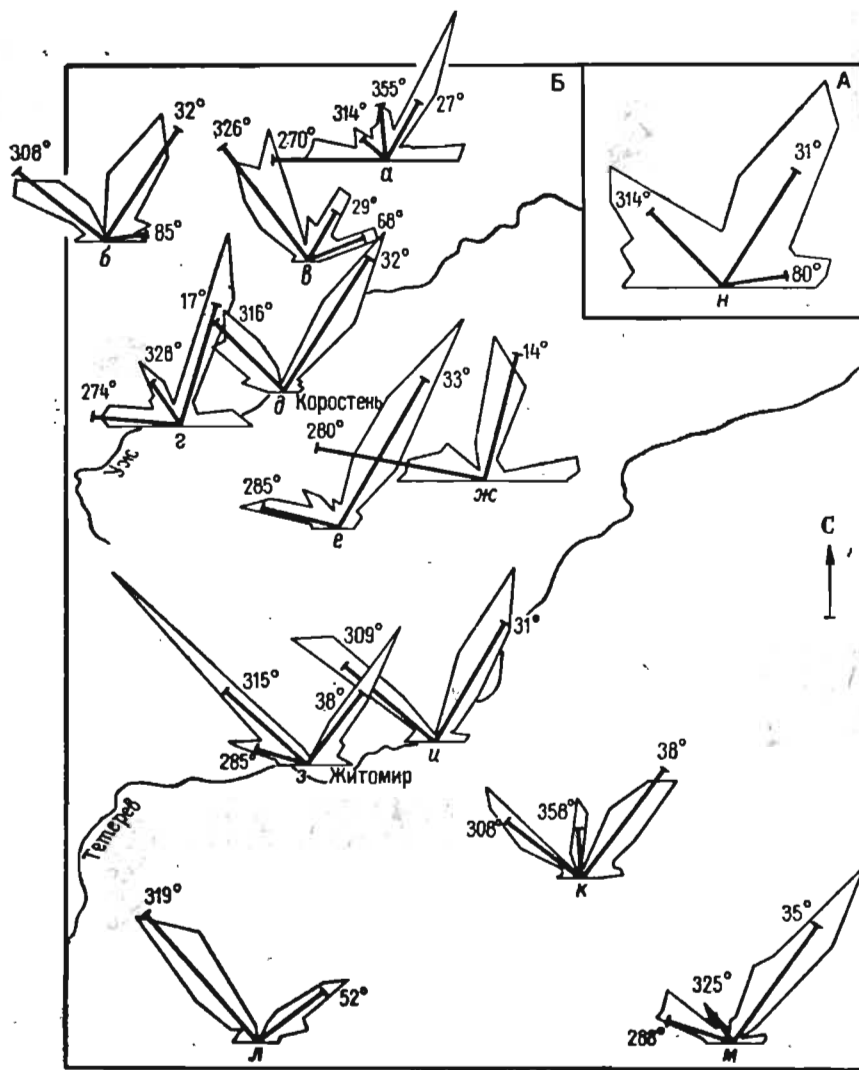 Б
А
355°
314°
27°
270°
а
32°
308°
85°
б
326°
29°
68°
в
31°
314°
80°
н
17°
328°
274°
г
316°
32°
д
Коростень
Уж
33°
285°
е
14°
280°
ж
С
315°
38°
285°
з
Житомир
309°
31°
и
Тетерев
38°
358°
308°
к
319°
52°
л
35°
325°
288°
м